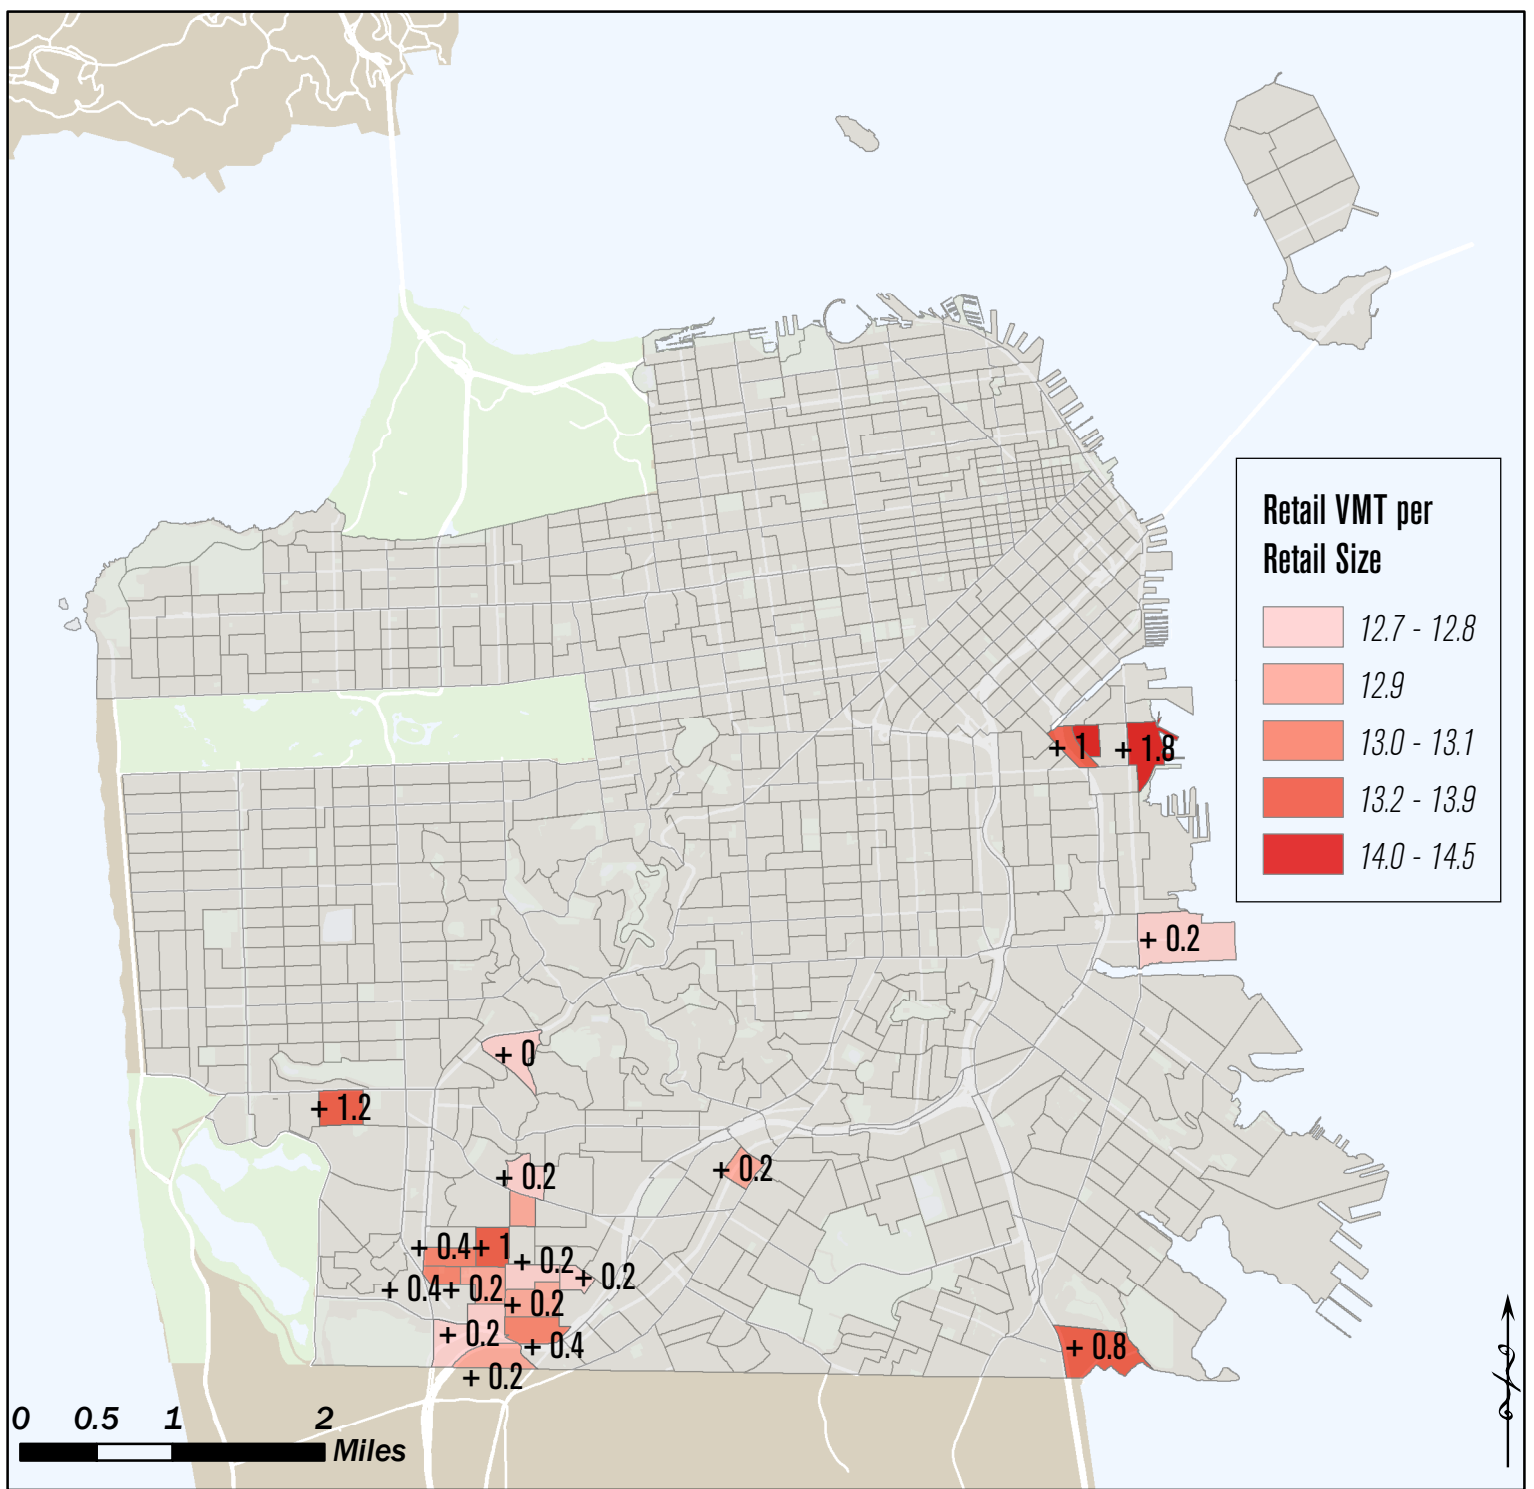 Retail VMT per
Retail Size
12.7 - 12.8
12.9
13.0 - 13.1
13.2 - 13.9
14.0 - 14.5
+ 1
+ 1.8
+ 0.2
+ 0
+ 1.2
+ 0.2
+ 0.2
+ 0.4
+ 1
+ 0.2
+ 0.2
+ 0.4
+ 0.2
+ 0.2
+ 0.2
+ 0.4
+ 0.8
+ 0.2
0 0.5 1 2
Miles